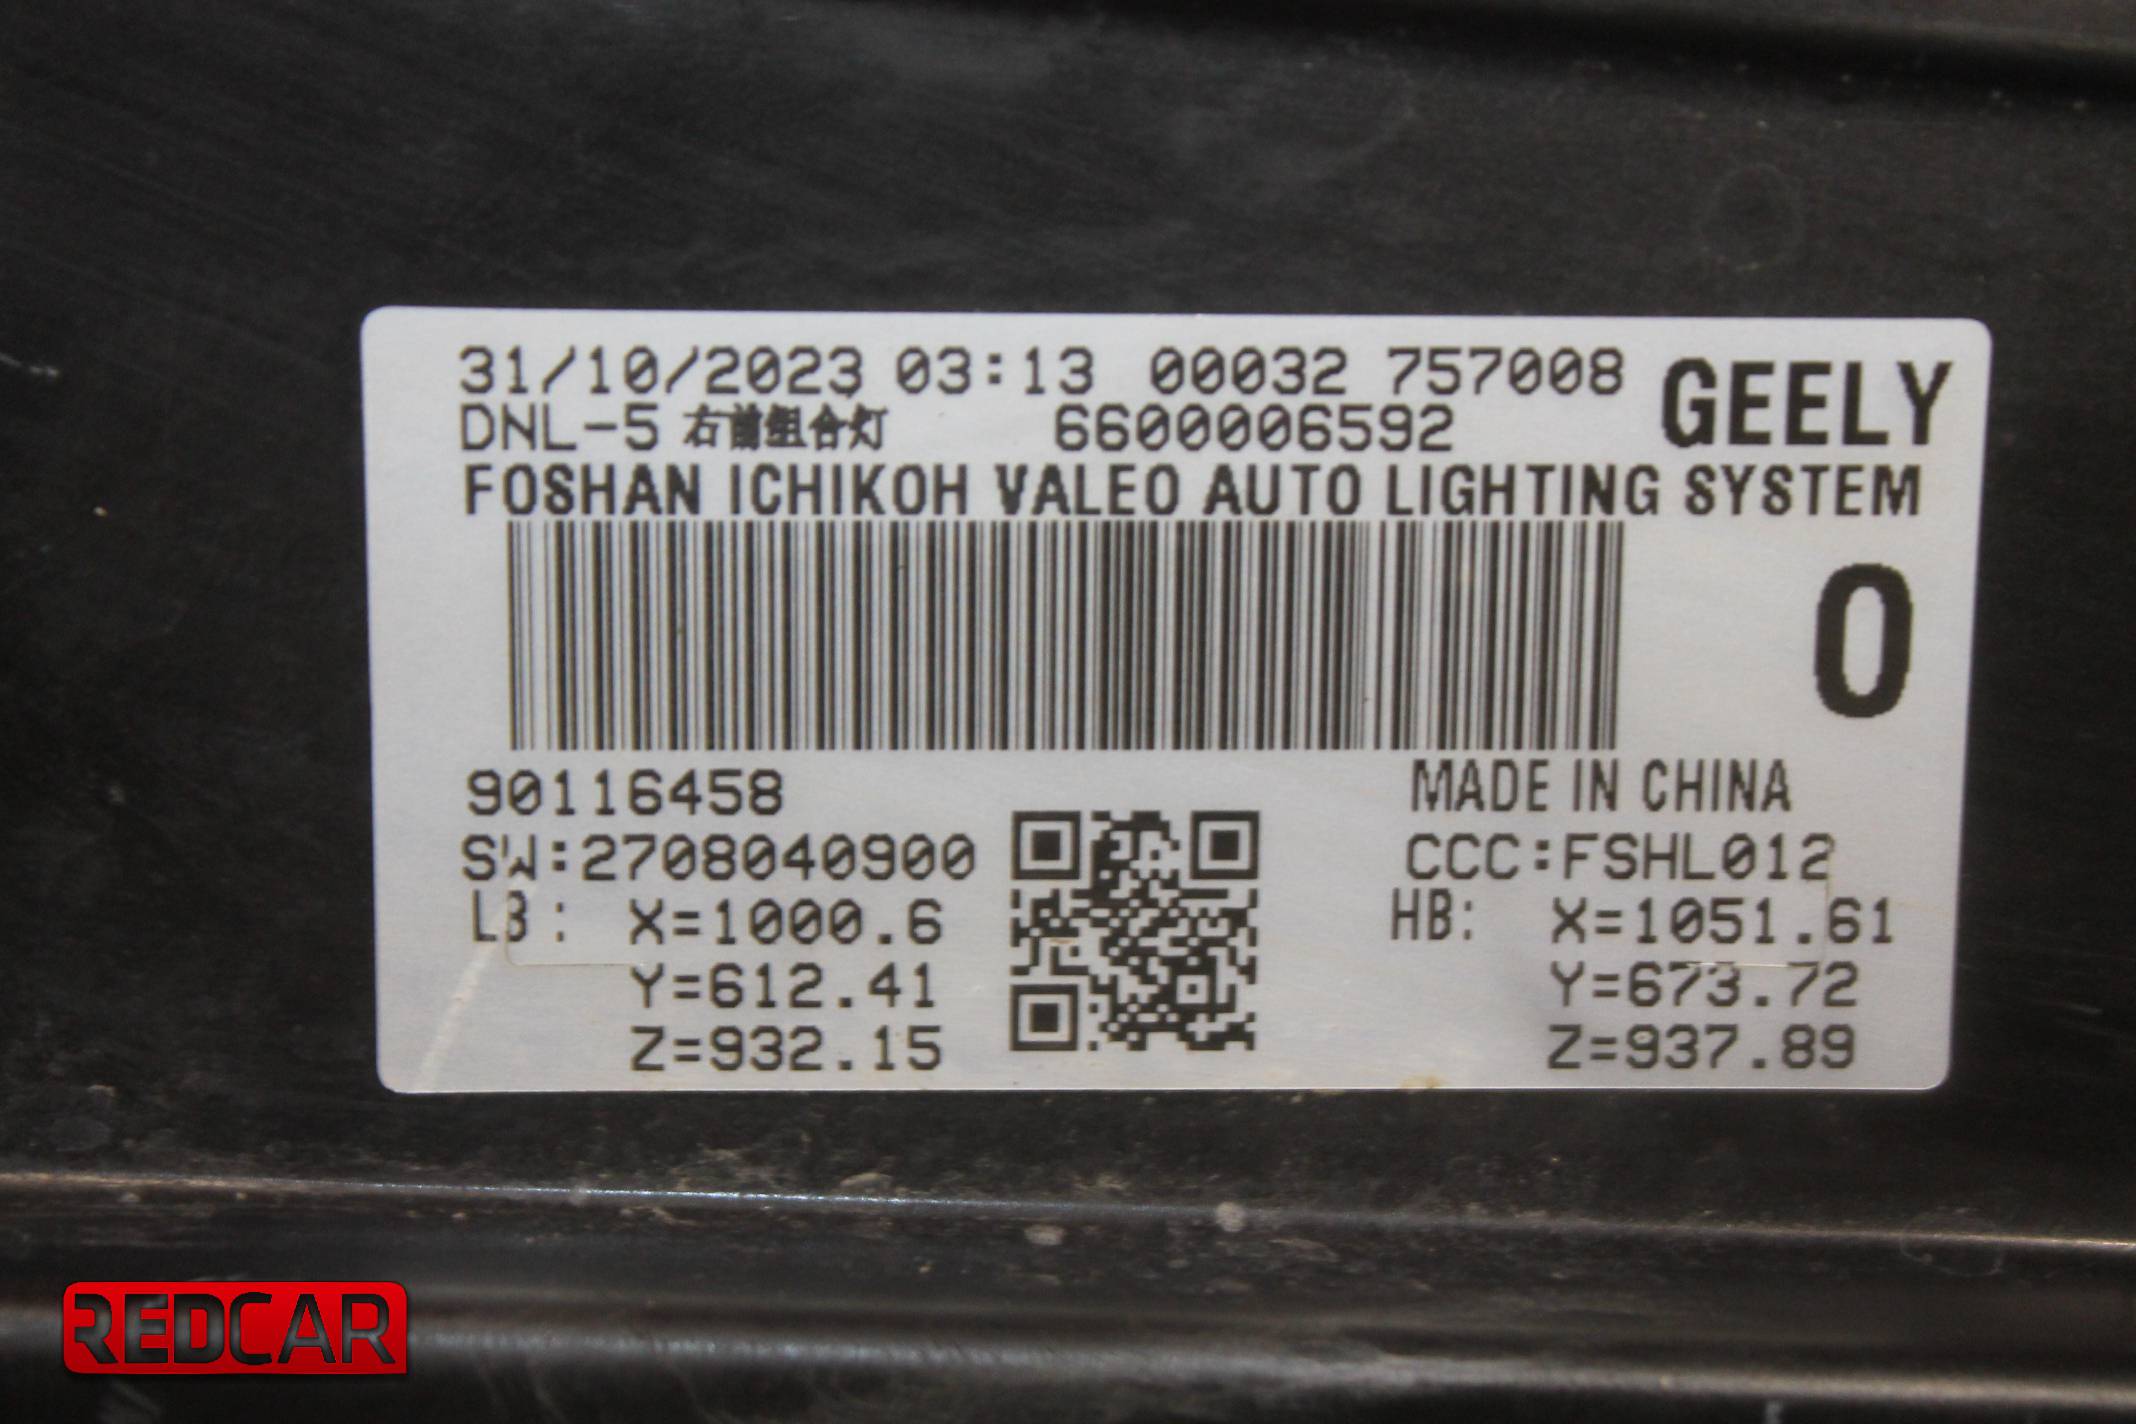 31/10/2023 03:13 00032 757008 GEELY
DNL-5 右前组合灯 6600006592
FOSHAN ICHIKOH VALEO AUTO LIGHTING SYSTEM
0
90116458 MADE IN CHINA
SW:2708040900 CCC:FSHL012
LB: X=1000.6 HB: X=1051.61
Y=612.41 Y=673.72
Z=932.15 Z=937.89
REDCAR